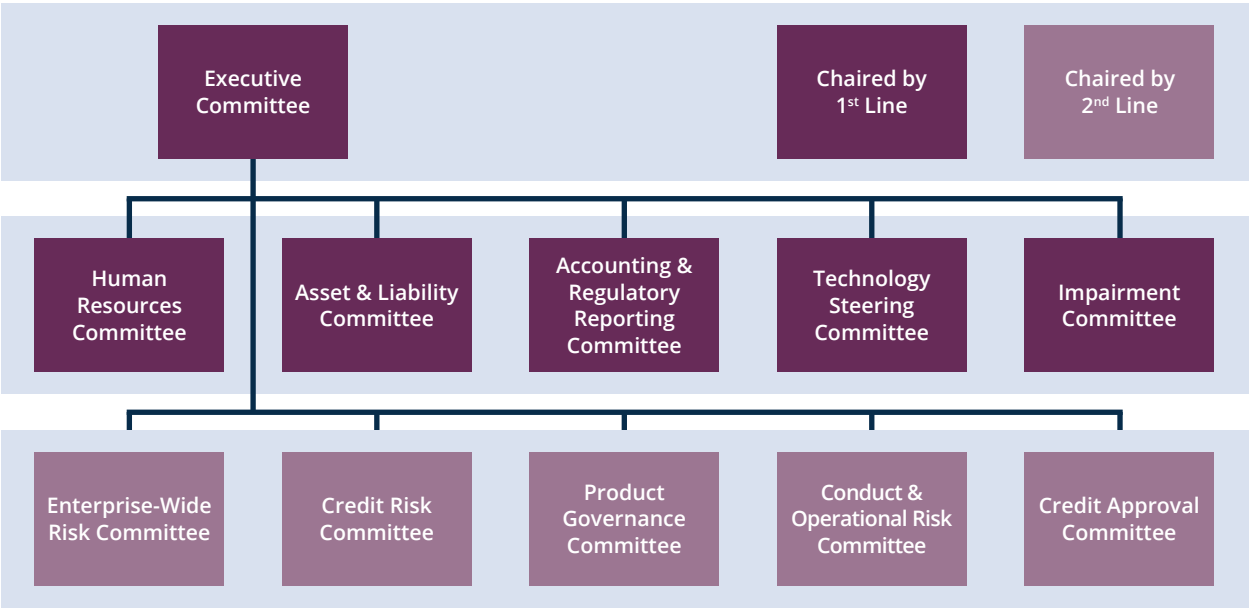 Executive
Committee
Chaired by
1st Line
Chaired by
2nd Line
Human
Resources
Committee
Asset & Liability
Committee
Accounting &
Regulatory
Reporting
Committee
Technology
Steering
Committee
Impairment
Committee
Enterprise-Wide
Risk Committee
Credit Risk
Committee
Product
Governance
Committee
Conduct &
Operational Risk
Committee
Credit Approval
Committee